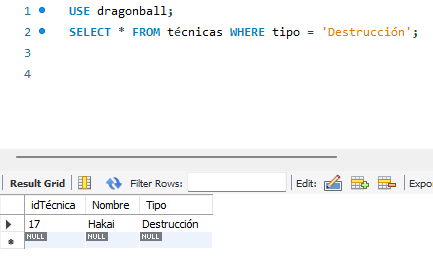 1 USE dragonball;
2 SELECT * FROM técnicas WHERE tipo = 'Destrucción';
3
4
Result Grid Filter Rows: Edit: Expo
idTécnica Nombre Tipo
17 Hakai Destrucción
NULL NULL NULL